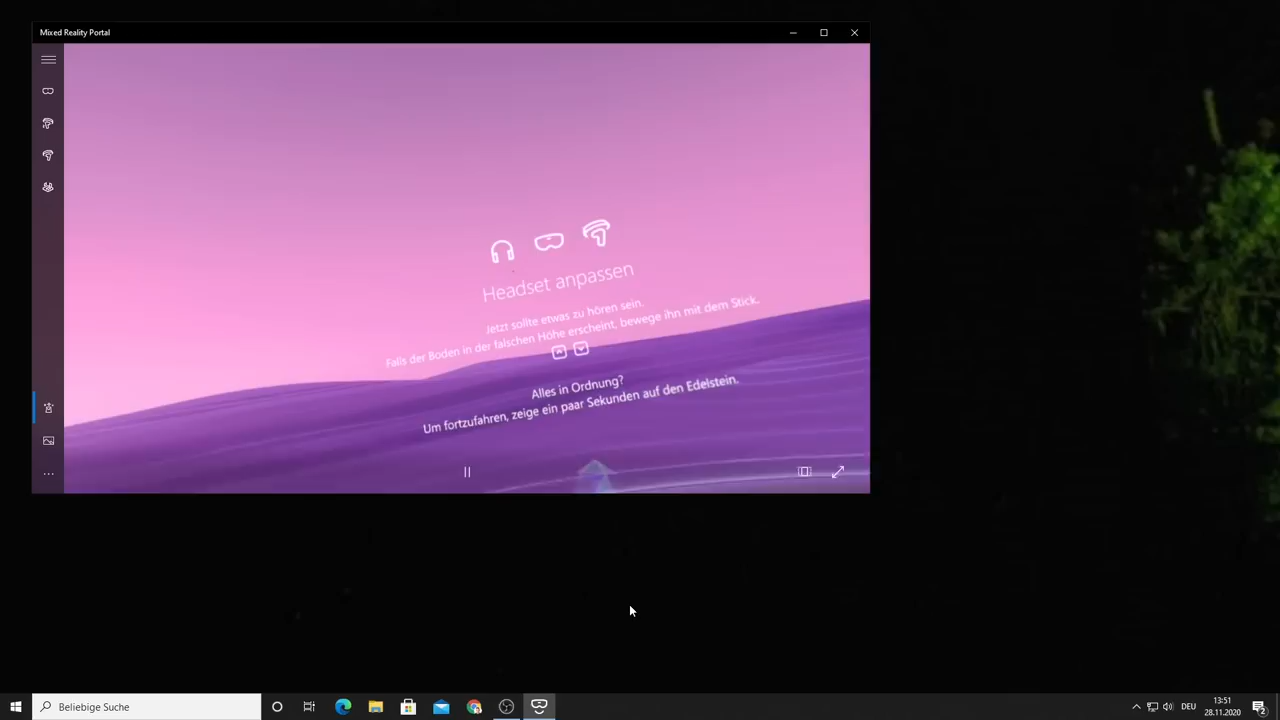 Mixed Reality Portal
Headset anpassen
Jetzt sollte etwas zu hören sein.
Falls der Boden in der falschen Höhe erscheint, bewege ihn mit dem Stick.
Alles in Ordnung?
Um fortzufahren, zeige ein paar Sekunden auf den Edelstein.
Beliebige Suche
DEU
13:51
28.11.2020
2